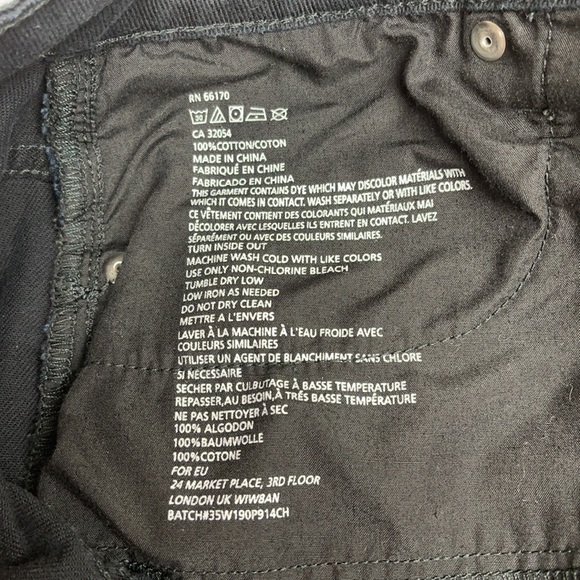 RN 66170
30
CA 32054
100%COTTON/COTON
MADE IN CHINA
FABRIQUÉ EN CHINE
FABRICADO EN CHINA
THIS GARMENT CONTAINS DYE WHICH MAY DISCOLOR MATERIALS WITH
WHICH IT COMES IN CONTACT. WASH SEPARATELY OR WITH LIKE COLORS.
CE VÊTEMENT CONTIENT DES COLORANTS QUI MATÉRIAUX MAI
DÉCOLORER AVEC LESQUELLES ILS ENTRENT EN CONTACT. LAVEZ
SÉPARÉMENT OU AVEC DES COULEURS SIMILAIRES.
TURN INSIDE OUT
MACHINE WASH COLD WITH LIKE COLORS
USE ONLY NON-CHLORINE BLEACH
TUMBLE DRY LOW
LOW IRON AS NEEDED
DO NOT DRY CLEAN
METTRE A L'ENVERS
LAVER À LA MACHINE À L'EAU FROIDE AVEC
COULEURS SIMILAIRES
UTILISER UN AGENT DE BLANCHIMENT SANS CHLORE
SI NECESSAIRE
SECHER PAR CULBUTAGE À BASSE TEMPERATURE
REPASSER,AU BESOIN,À TRÉS BASSE TEMPÉRATURE
NE PAS NETTOYER À SEC
100% ALGODON
100%BAUMWOLLE
100%COTONE
FOR EU
24 MARKET PLACE, 3RD FLOOR
LONDON UK WIW8AN
BATCH#35W190P914CH